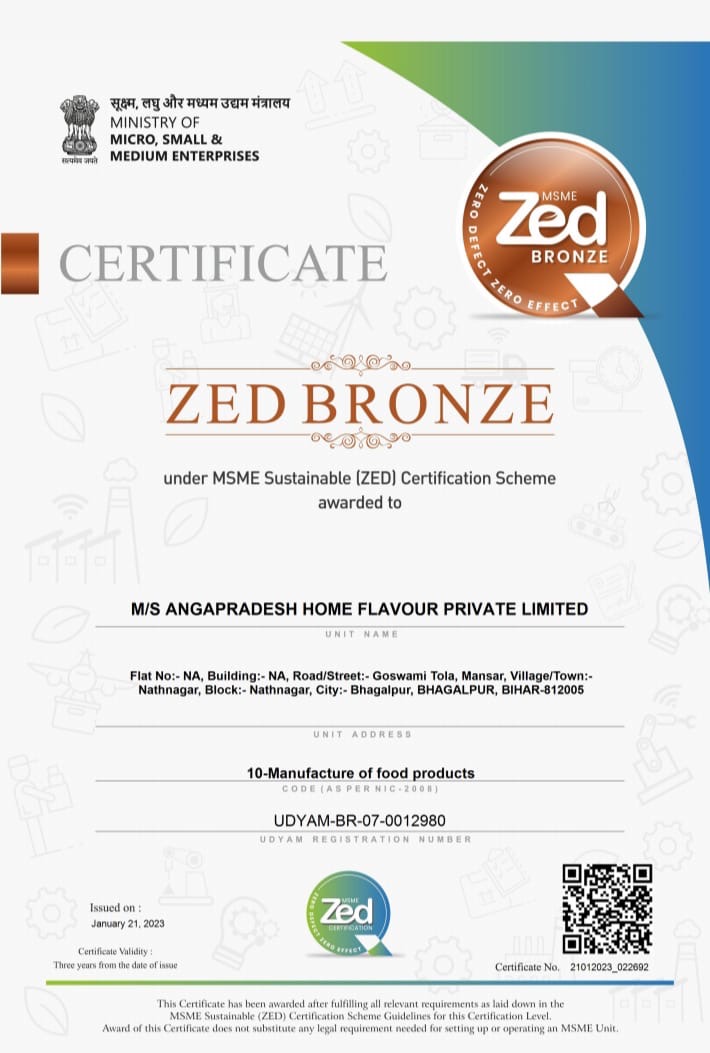 सूक्ष्म, लघु और मध्यम उद्यम मंत्रालय
MINISTRY OF
MICRO, SMALL &
MEDIUM ENTERPRISES
सत्यमेव जयते
MSME
Zed
BRONZE
ZERO DEFECT ZERO EFFECT
CERTIFICATE
ZED BRONZE
under MSME Sustainable (ZED) Certification Scheme
awarded to
M/S ANGAPRADESH HOME FLAVOUR PRIVATE LIMITED
UNIT NAME
Flat No:- NA, Building:- NA, Road/Street:- Goswami Tola, Mansar, Village/Town:-
Nathnagar, Block:- Nathnagar, City:- Bhagalpur, BHAGALPUR, BIHAR-812005
UNIT ADDRESS
10-Manufacture of food products
CODE (AS PER NIC-2008)
UDYAM-BR-07-0012980
UDYAM REGISTRATION NUMBER
Issued on :
January 21, 2023
Certificate Validity :
Three years from the date of issue
MSME
Zed
CERTIFICATION
ZERO DEFECT ZERO EFFECT
Certificate No. 21012023_022692
This Certificate has been awarded after fulfilling all relevant requirements as laid down in the
MSME Sustainable (ZED) Certification Scheme Guidelines for this Certification Level.
Award of this Certificate does not substitute any legal requirement needed for setting up or operating an MSME Unit.